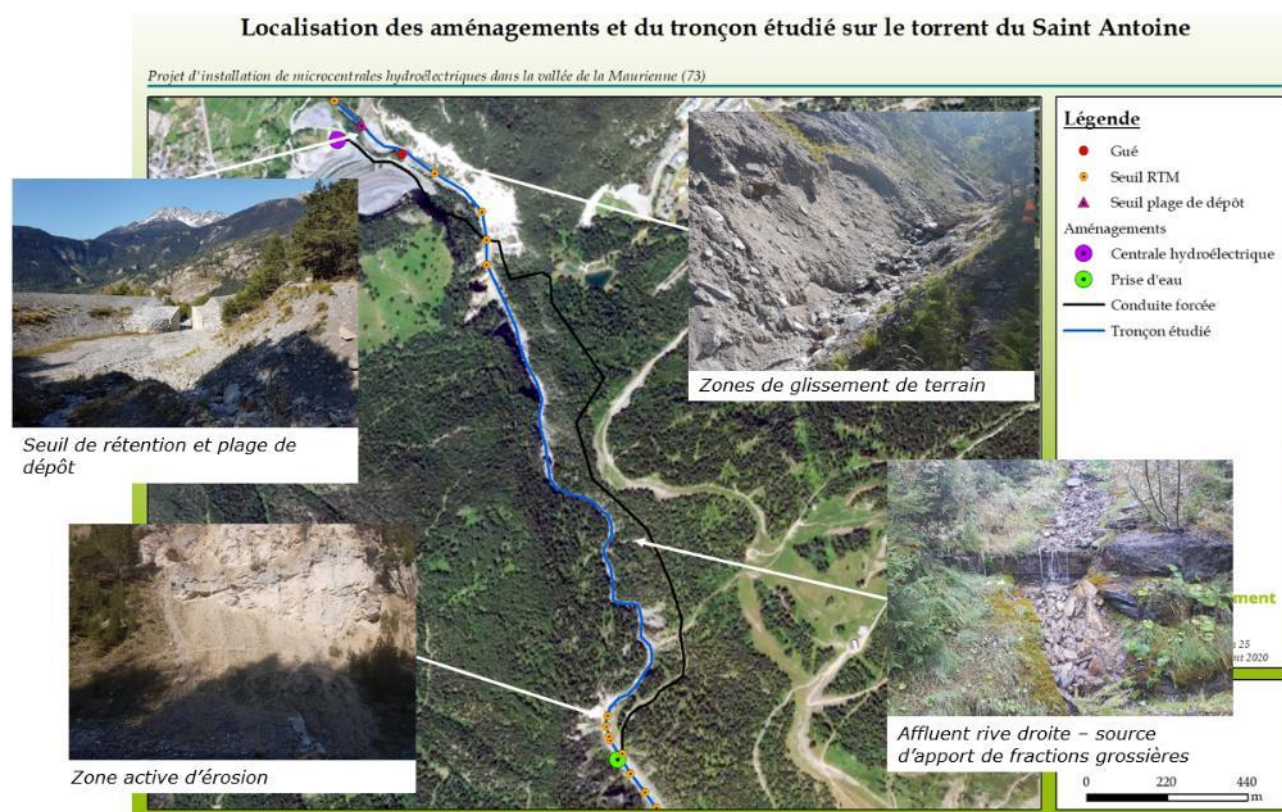 Localisation des aménagements et du tronçon étudié sur le torrent du Saint Antoine
Projet d'installation de microcentrales hydroélectriques dans la vallée de la Maurienne (73)
Légende
Gué
Seuil RTM
Seuil plage de dépôt
Aménagements
Centrale hydroélectrique
Prise d'eau
Conduite forcée
Tronçon étudié
Zones de glissement de terrain
Seuil de rétention et plage de
dépôt
Zone active d'érosion
ment
25
2020
Affluent rive droite – source
d'apport de fractions grossières
0 220 440
m